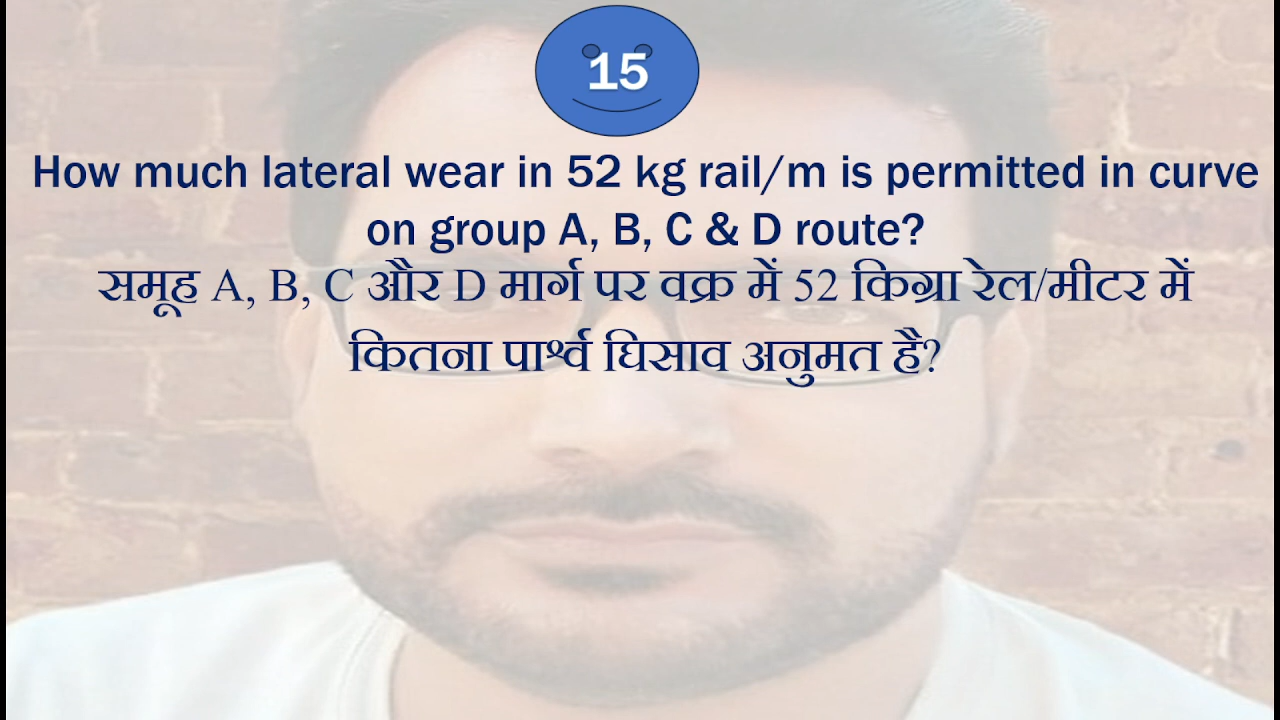 15
How much lateral wear in 52 kg rail/m is permitted in curve
on group A, B, C & D route?
समूह A, B, C और D मार्ग पर वक्र में 52 किग्रा रेल/मीटर में
कितना पार्श्व घिसाव अनुमत है?